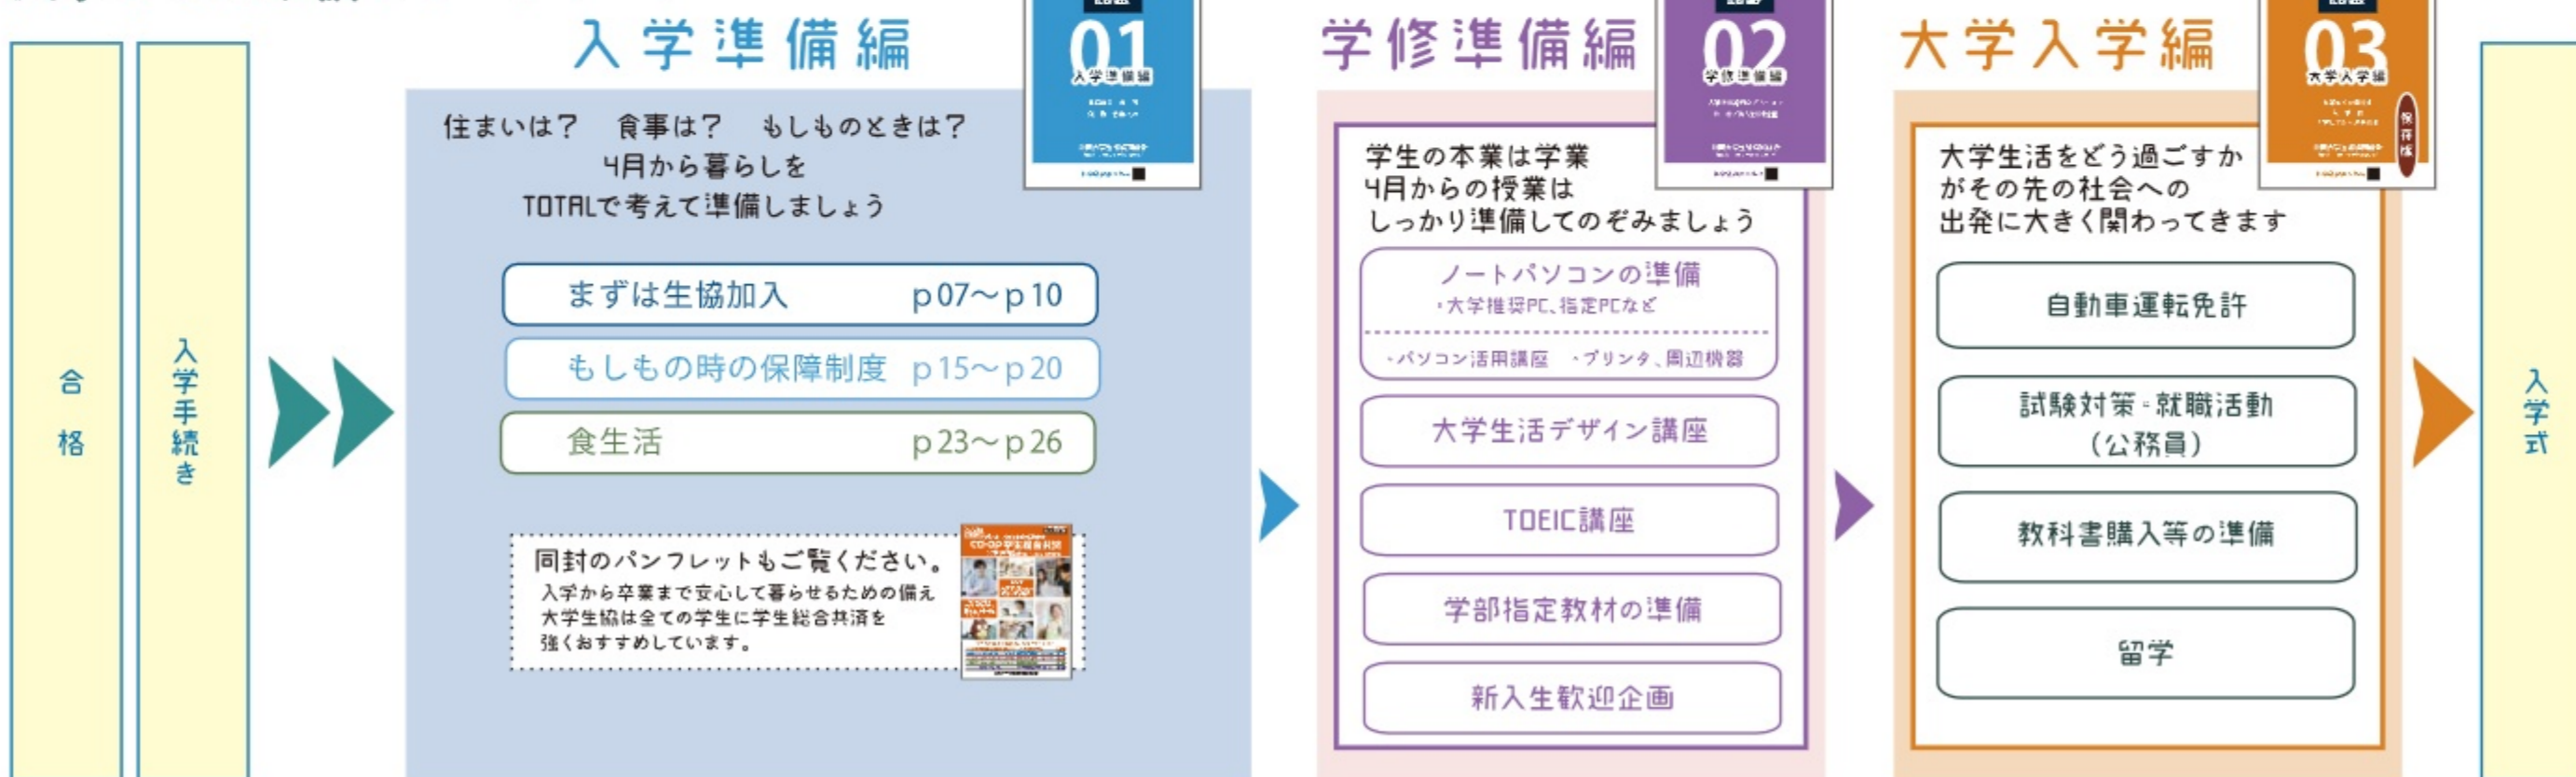 合格
入学手続き
入学準備編
01
入学準備編
住まいは? 食事は? もしものときは?
4月から暮らしを
TOTALで考えて準備しましょう
まずは生協加入 p07~p10
もしもの時の保障制度 p15~p20
食生活 p23~p26
同封のパンフレットもご覧ください。
入学から卒業まで安心して暮らせるための備え
大学生協は全ての学生に学生総合共済を
強くおすすめしています。
学修準備編
02
学修準備編
学生の本業は学業
4月からの授業は
しっかり準備してのぞみましょう
ノートパソコンの準備
・大学推奨PC、指定PCなど
・パソコン活用講座 ・プリンタ、周辺機器
大学生活デザイン講座
TOEIC講座
学部指定教材の準備
新入生歓迎企画
大学入学編
03
大学入学編
保存版
大学生活をどう過ごすか
がその先の社会への
出発に大きく関わってきます
自動車運転免許
試験対策・就職活動
(公務員)
教科書購入等の準備
留学
入学式